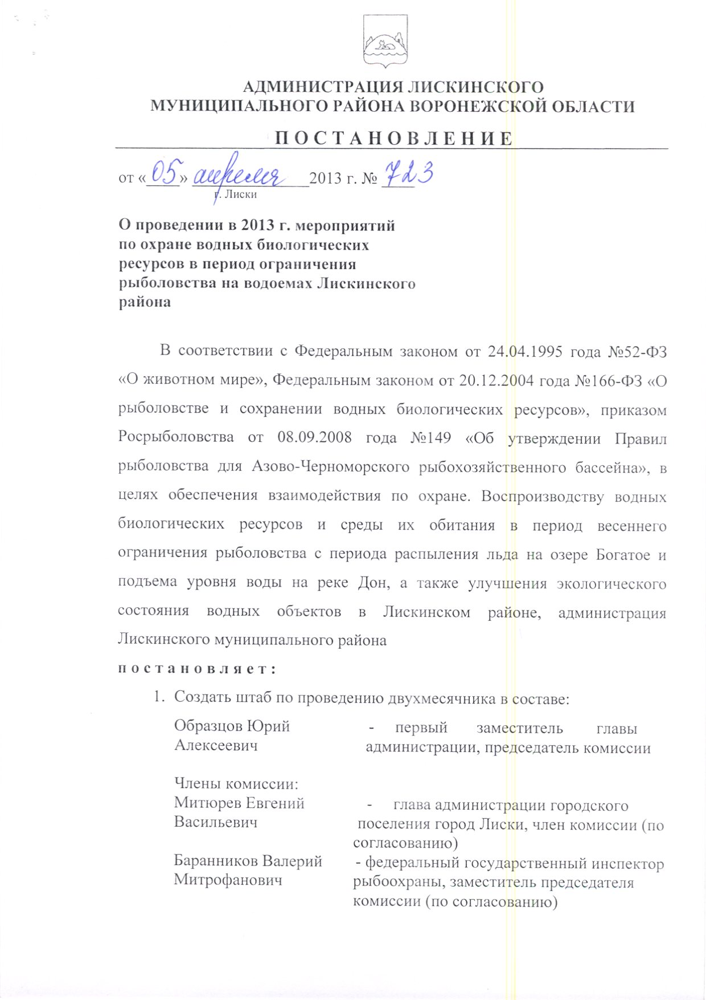 АДМИНИСТРАЦИЯ ЛИСКИНСКОГО
МУНИЦИПАЛЬНОГО РАЙОНА ВОРОНЕЖСКОЙ ОБЛАСТИ
П О С Т А Н О В Л Е Н И Е
от «05» апреля 2013 г. № 723
г. Лиски
О проведении в 2013 г. мероприятий
по охране водных биологических
ресурсов в период ограничения
рыболовства на водоемах Лискинского
района
В соответствии с Федеральным законом от 24.04.1995 года №52-ФЗ
«О животном мире», Федеральным законом от 20.12.2004 года №166-ФЗ «О
рыболовстве и сохранении водных биологических ресурсов», приказом
Росрыболовства от 08.09.2008 года №149 «Об утверждении Правил
рыболовства для Азово-Черноморского рыбохозяйственного бассейна», в
целях обеспечения взаимодействия по охране. Воспроизводству водных
биологических ресурсов и среды их обитания в период весеннего
ограничения рыболовства с периода распыления льда на озере Богатое и
подъема уровня воды на реке Дон, а также улучшения экологического
состояния водных объектов в Лискинском районе, администрация
Лискинского муниципального района
п о с т а н о в л я е т :
1. Создать штаб по проведению двухмесячника в составе:
Образцов Юрий - первый заместитель главы
Алексеевич администрации, председатель комиссии
Члены комиссии:
Митюрев Евгений - глава администрации городского
Васильевич поселения город Лиски, член комиссии (по
согласованию)
Баранников Валерий - федеральный государственный инспектор
Митрофанович рыбоохраны, заместитель председателя
комиссии (по согласованию)